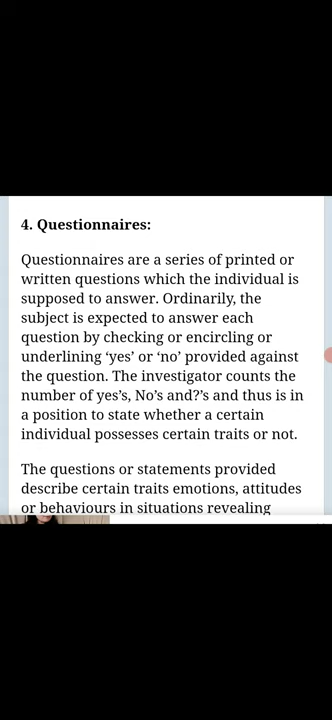 4. Questionnaires:
Questionnaires are a series of printed or
written questions which the individual is
supposed to answer. Ordinarily, the
subject is expected to answer each
question by checking or encircling or
underlining ‘yes’ or ‘no’ provided against
the question. The investigator counts the
number of yes’s, No’s and?’s and thus is in
a position to state whether a certain
individual possesses certain traits or not.
The questions or statements provided
describe certain traits emotions, attitudes
or behaviours in situations revealing